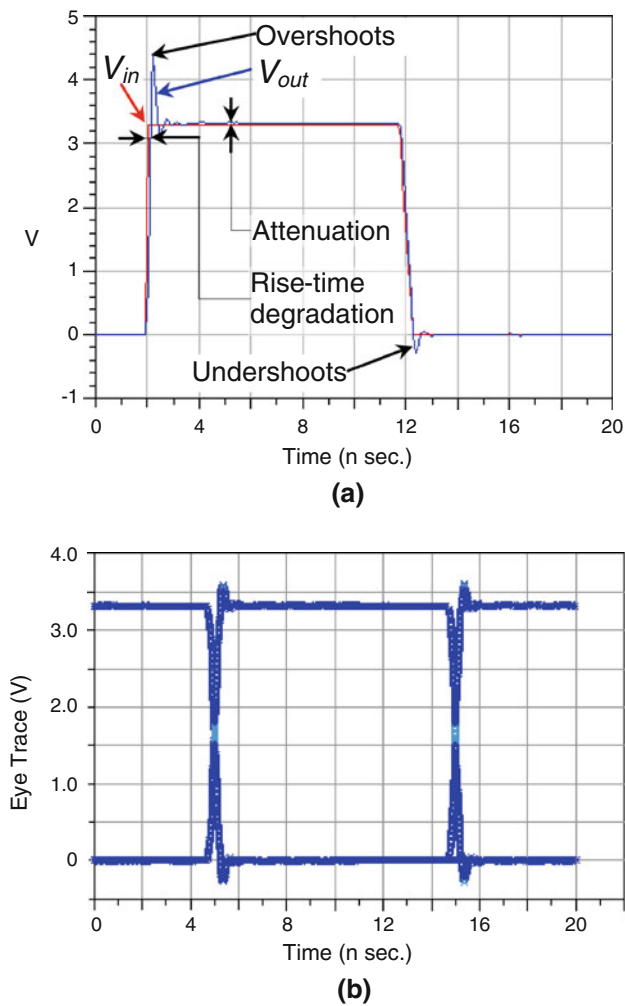 5
Overshoots
V_in
V_out
4
3
2
V
Attenuation
1
Rise-time
degradation
0
Undershoots
-1
0 4 8 12 16 20
Time (n sec.)
(a)
4.0
3.0
2.0
Eye Trace (V)
1.0
0
0 4 8 12 16 20
Time (n sec.)
(b)